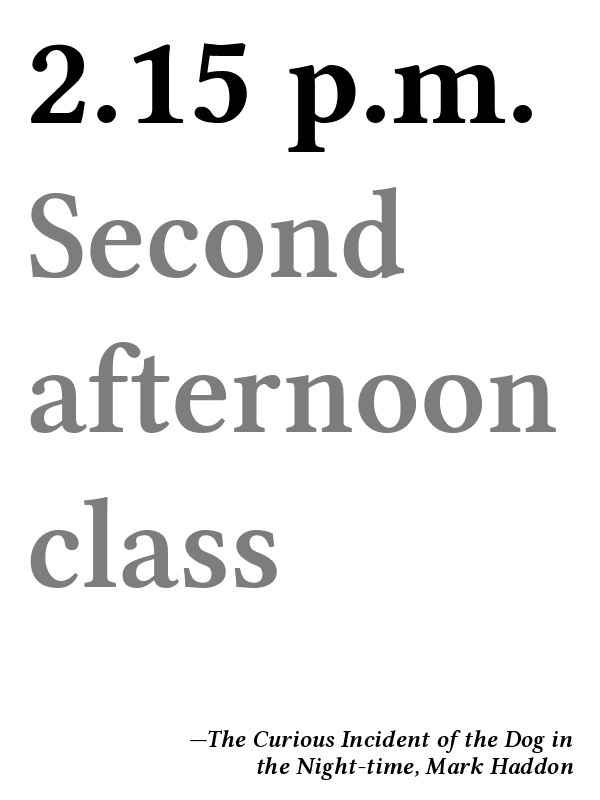 2.15 p.m.
Second
afternoon
class
—The Curious Incident of the Dog in
the Night-time, Mark Haddon